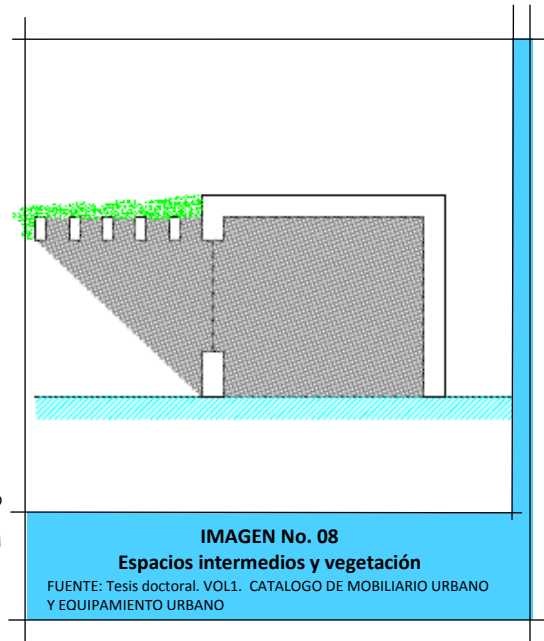 IMAGEN No. 08
Espacios intermedios y vegetación
FUENTE: Tesis doctoral. VOL1. CATALOGO DE MOBILIARIO URBANO
Y EQUIPAMIENTO URBANO